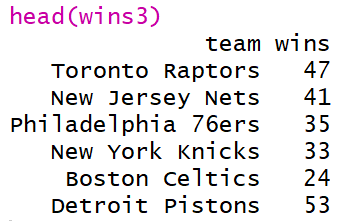 head(wins3)
team wins
Toronto Raptors 47
New Jersey Nets 41
Philadelphia 76ers 35
New York Knicks 33
Boston Celtics 24
Detroit Pistons 53